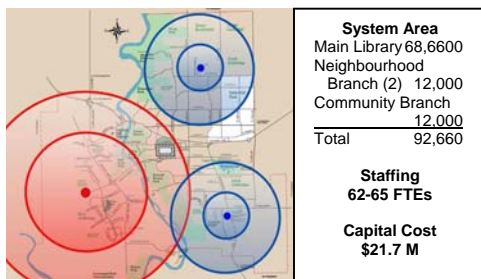 System Area
Main Library 68,6600
Neighbourhood
Branch (2) 12,000
Community Branch
12,000
Total 92,660
Staffing
62-65 FTEs
Capital Cost
$21.7 M